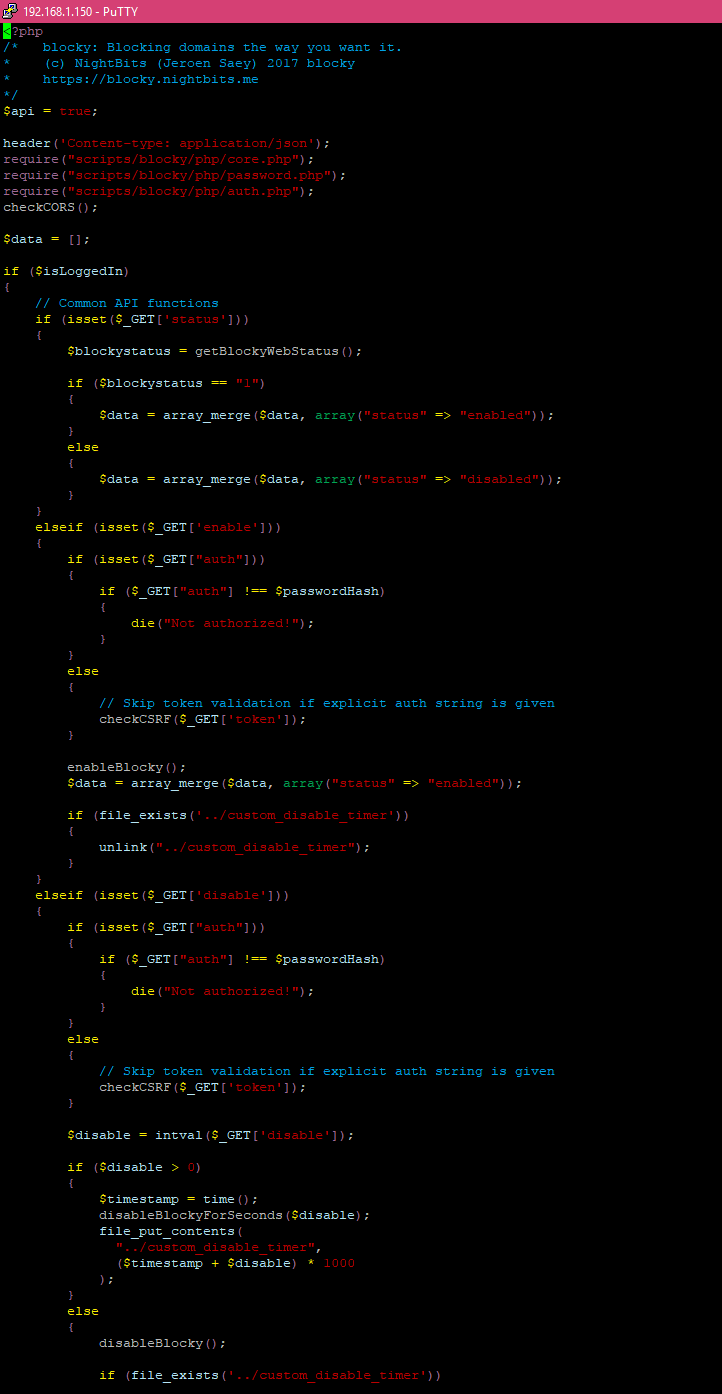 192.168.1.150 - PuTTY
<?php
/*   blocky: Blocking domains the way you want it.
*    (c) NightBits (Jeroen Saey) 2017 blocky
*    https://blocky.nightbits.me
*/
$api = true;

header('Content-type: application/json');
require("scripts/blocky/php/core.php");
require("scripts/blocky/php/password.php");
require("scripts/blocky/php/auth.php");
checkCORS();

$data = [];

if ($isLoggedIn)
{
    // Common API functions
    if (isset($_GET['status']))
    {
        $blockystatus = getBlockyWebStatus();

        if ($blockystatus == "1")
        {
            $data = array_merge($data, array("status" => "enabled"));
        }
        else
        {
            $data = array_merge($data, array("status" => "disabled"));
        }
    }
    elseif (isset($_GET['enable']))
    {
        if (isset($_GET["auth"]))
        {
            if ($_GET["auth"] !== $passwordHash)
            {
                die("Not authorized!");
            }
        }
        else
        {
            // Skip token validation if explicit auth string is given
            checkCSRF($_GET['token']);
        }

        enableBlocky();
        $data = array_merge($data, array("status" => "enabled"));

        if (file_exists('../custom_disable_timer'))
        {
            unlink("../custom_disable_timer");
        }
    }
    elseif (isset($_GET['disable']))
    {
        if (isset($_GET["auth"]))
        {
            if ($_GET["auth"] !== $passwordHash)
            {
                die("Not authorized!");
            }
        }
        else
        {
            // Skip token validation if explicit auth string is given
            checkCSRF($_GET['token']);
        }

        $disable = intval($_GET['disable']);

        if ($disable > 0)
        {
            $timestamp = time();
            disableBlockyForSeconds($disable);
            file_put_contents(
              "../custom_disable_timer",
              ($timestamp + $disable) * 1000
            );
        }
        else
        {
            disableBlocky();

            if (file_exists('../custom_disable_timer'))